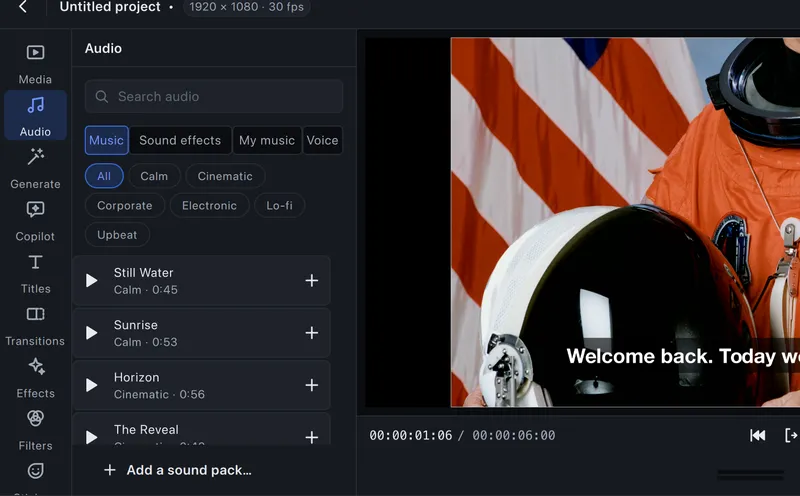 Untitled project • 1920 × 1080 · 30 fps
Media
Audio
Generate
Copilot
Titles
Transitions
Effects
Filters
Audio
Search audio
Music Sound effects My music Voice
All Calm Cinematic
Corporate Electronic Lo-fi
Upbeat
Still Water
Calm · 0:45
Sunrise
Calm · 0:53
Horizon
Cinematic · 0:56
The Reveal
Add a sound pack...
Welcome back. Today
00:00:01:06 / 00:00:06:00